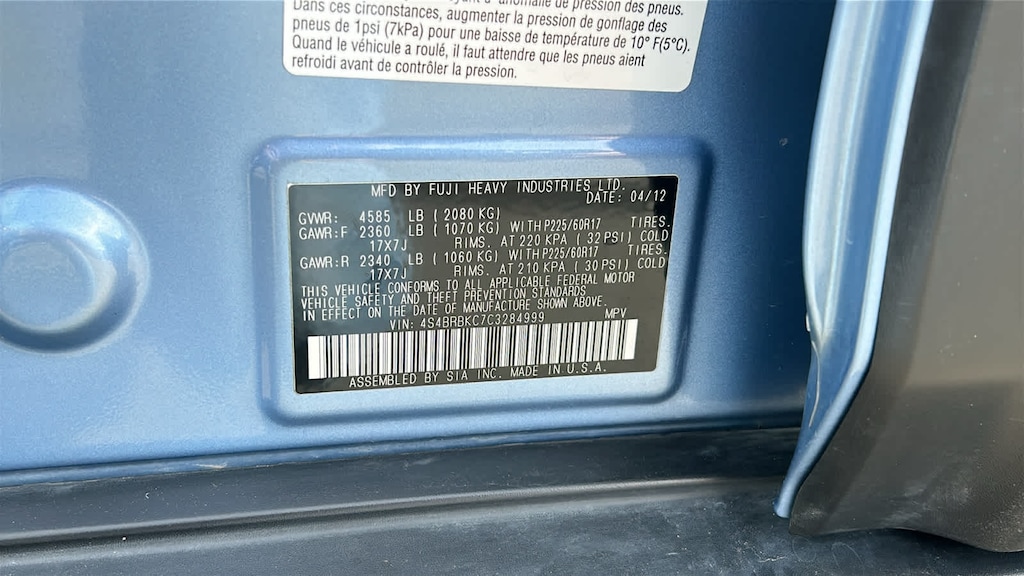 d'anomalie de pression des pneus.
Dans ces circonstances, augmenter la pression de gonflage des
pneus de 1psi (7kPa) pour une baisse de température de 10° F(5°C).
Quand le véhicule a roulé, il faut attendre que les pneus aient
refroidi avant de contrôler la pression.
MFD BY FUJI HEAVY INDUSTRIES LTD.
DATE: 04/12
GVWR: 4585 LB ( 2080 KG)
GAWR:F 2360 LB ( 1070 KG) WITH P225/60R17 TIRES.
17X7J RIMS. AT 220 KPA ( 32 PSI) COLD
GAWR:R 2340 LB ( 1060 KG) WITH P225/60R17 TIRES.
17X7J RIMS. AT 210 KPA ( 30 PSI) COLD
THIS VEHICLE CONFORMS TO ALL APPLICABLE FEDERAL MOTOR
VEHICLE SAFETY AND THEFT PREVENTION STANDARDS
IN EFFECT ON THE DATE OF MANUFACTURE SHOWN ABOVE.
VIN: 4S4BRBKC7C3284999 MPV
ASSEMBLED BY SIA INC. MADE IN U.S.A.